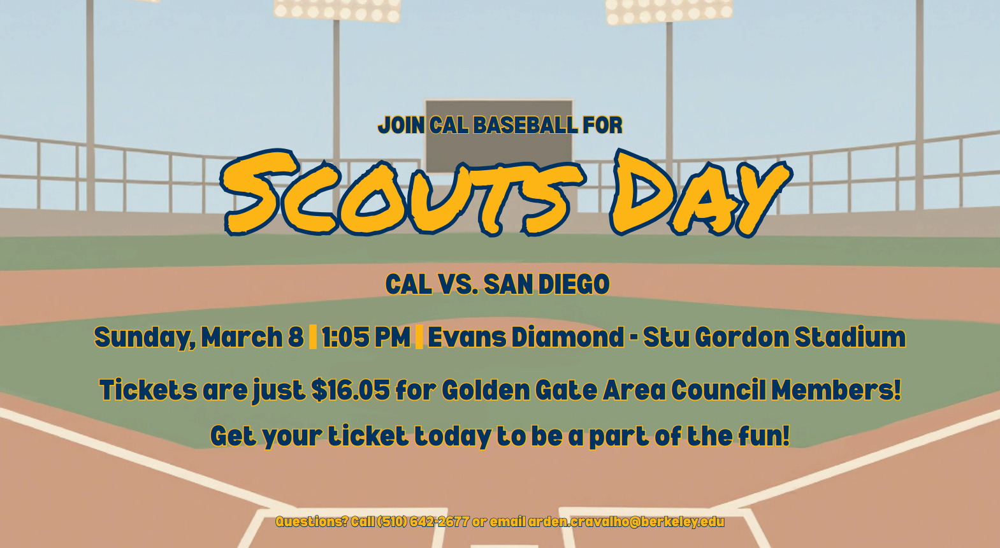 JOIN CAL BASEBALL FOR
SCOUTS DAY
CAL VS. SAN DIEGO
Sunday, March 8 | 1:05 PM | Evans Diamond - Stu Gordon Stadium
Tickets are just $16.05 for Golden Gate Area Council Members!
Get your ticket today to be a part of the fun!
Questions? Call (510) 642-2677 or email arden.cravalho@berkeley.edu